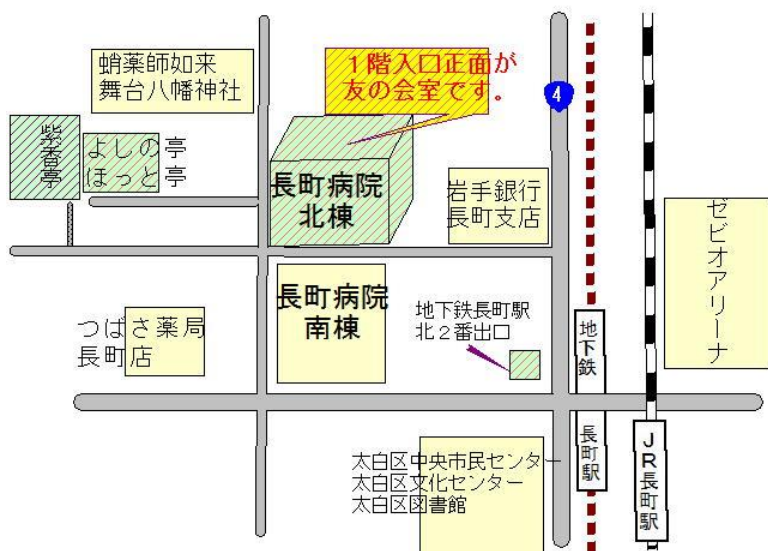 蛸薬師如来
舞台八幡神社
１階入口正面が
友の会室です。
4
紫香亭
よしの亭
ほっと亭
長町病院
北棟
岩手銀行
長町支店
ゼビオアリーナ
長町病院
南棟
地下鉄長町駅
北２番出口
つばさ薬局
長町店
地下鉄 長町駅
ＪＲ長町駅
太白区中央市民センター
太白区文化センター
太白区図書館